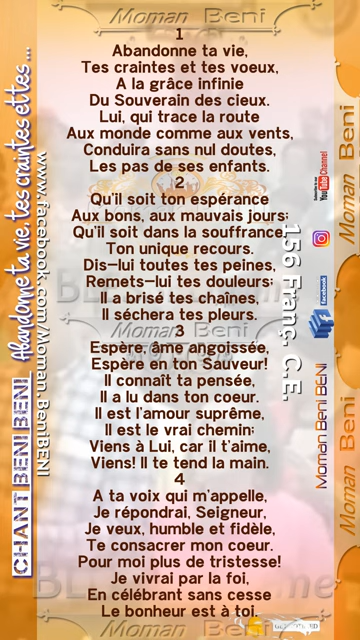 Moman Beni
1
Abandonne ta vie,
Tes craintes et tes voeux,
A la grâce infinie
Du Souverain des cieux.
Lui, qui trace la route
Aux monde comme aux vents,
Conduira sans nul doutes,
Les pas de ses enfants.
2
Qu'il soit ton espérance
Aux bons, aux mauvais jours;
Qu'il soit dans la souffrance,
Ton unique recours.
Dis-lui toutes tes peines,
Remets-lui tes douleurs;
Il a brisé tes chaînes,
Il séchera tes pleurs.
Moman Beni
3
Espère, âme angoissée,
Espère en ton Sauveur!
Il connaît ta pensée,
Il a lu dans ton coeur.
Il est l'amour suprême,
Il est le vrai chemin;
Viens à Lui, car il t'aime,
Viens! Il te tend la main.
4
A ta voix qui m'appelle,
Je répondrai, Seigneur,
Je veux, humble et fidèle,
Te consacrer mon coeur.
Pour moi plus de tristesse!
Je vivrai par la foi,
En célébrant sans cesse
Le bonheur est à toi.
CHANT BENI BENI
Abandonne ta vie, tes craintes et tes ...
www.facebook.com/Moman.BeniBENI
156 Franç. C.E.
Moman Beni BENI
facebook
YouTube Channel
Moman Beni
Moman Beni